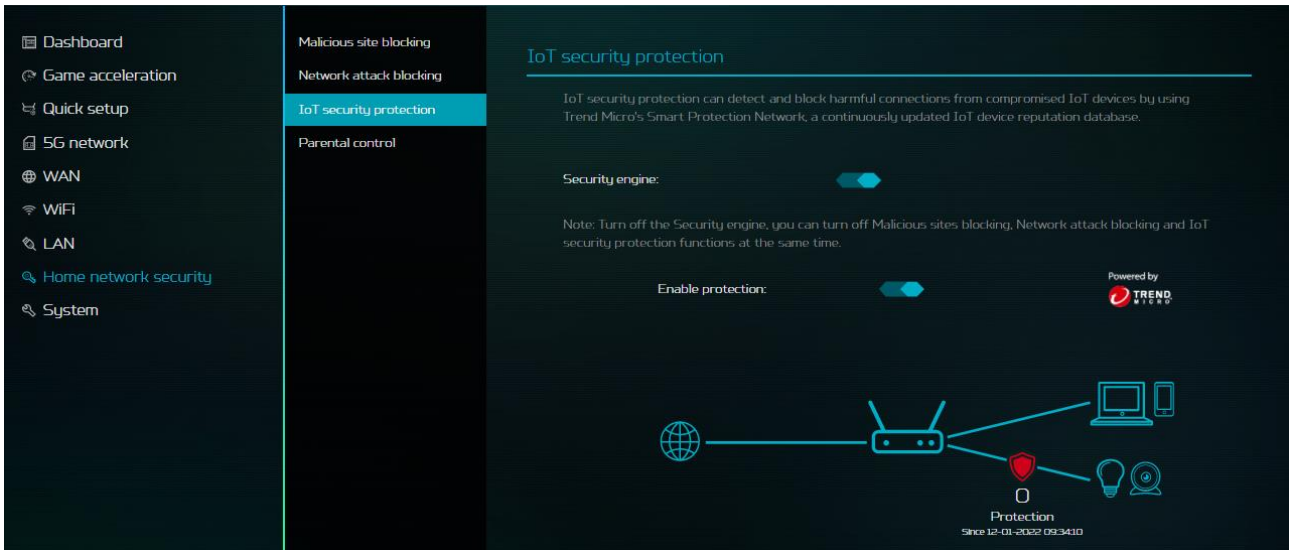 Dashboard
Game acceleration
Quick setup
5G network
WAN
WiFi
LAN
Home network security
System
Malicious site blocking
Network attack blocking
IoT security protection
Parental control
IoT security protection
IoT security protection can detect and block harmful connections from compromised IoT devices by using
Trend Micro's Smart Protection Network, a continuously updated IoT device reputation database.
Security engine:
Note: Turn off the Security engine, you can turn off Malicious sites blocking, Network attack blocking and IoT
security protection functions at the same time.
Enable protection:
Powered by
TREND
MICRO
0
Protection
Since 12-01-2022 09:34:10